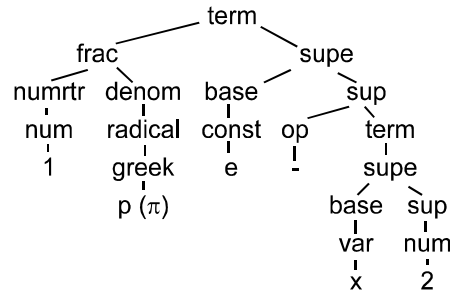 term
frac supe
numrtr denom base sup
num radical const op term
1 greek e - supe
p (π) base sup
var num
x 2